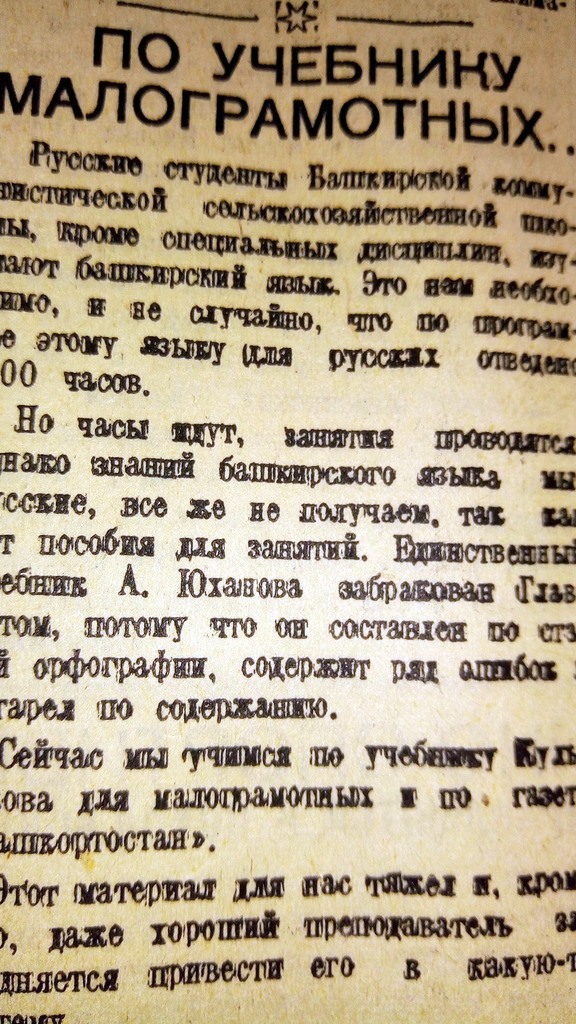 ПО УЧЕБНИКУ
МАЛОГРАМОТНЫХ..
Русские студенты Башкирской комму-
нистической сельскохозяйственной шко-
лы, кроме специальных дисциплин, изу-
чают башкирский язык. Это нам необхо-
димо, и не случайно, что по програм-
ме этому языку для русских отведено
00 часов.
Но часы идут, занятия проводятся
днако знаний башкирского языка мы
усские, все же не получаем, так ка
т пособия для занятий. Единственный
ебник А. Юханова забракован Глав
том, потому что он составлен по ста
й орфографии, содержит ряд ошибок
тарел по содержанию.
Сейчас мы учимся по учебнику Куль
ова для малограмотных и по газет
ашкортостан».
Этот материал для нас тяжел и, кром
о, даже хороший преподаватель за
дняется привести его в какую-т